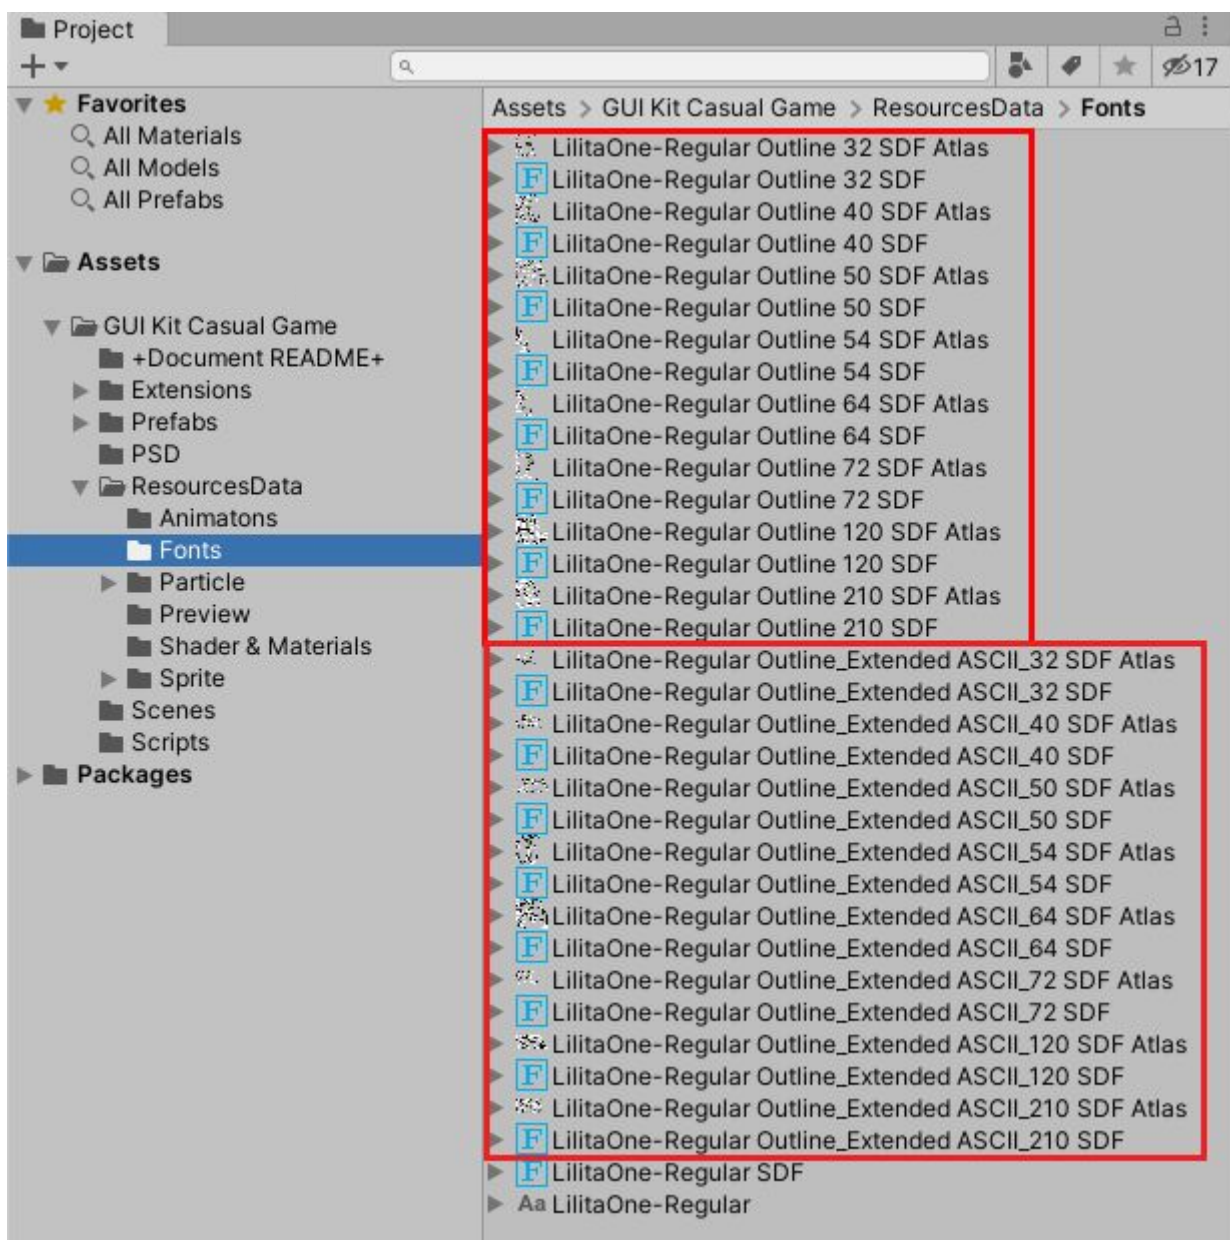 Project
17
Favorites
All Materials
All Models
All Prefabs
Assets
GUI Kit Casual Game
+Document README+
Extensions
Prefabs
PSD
ResourcesData
Animatons
Fonts
Particle
Preview
Shader & Materials
Sprite
Scenes
Scripts
Packages
Assets > GUI Kit Casual Game > ResourcesData > Fonts
LilitaOne-Regular Outline 32 SDF Atlas
F LilitaOne-Regular Outline 32 SDF
LilitaOne-Regular Outline 40 SDF Atlas
F LilitaOne-Regular Outline 40 SDF
LilitaOne-Regular Outline 50 SDF Atlas
F LilitaOne-Regular Outline 50 SDF
LilitaOne-Regular Outline 54 SDF Atlas
F LilitaOne-Regular Outline 54 SDF
LilitaOne-Regular Outline 64 SDF Atlas
F LilitaOne-Regular Outline 64 SDF
LilitaOne-Regular Outline 72 SDF Atlas
F LilitaOne-Regular Outline 72 SDF
LilitaOne-Regular Outline 120 SDF Atlas
F LilitaOne-Regular Outline 120 SDF
LilitaOne-Regular Outline 210 SDF Atlas
F LilitaOne-Regular Outline 210 SDF
LilitaOne-Regular Outline_Extended ASCII_32 SDF Atlas
F LilitaOne-Regular Outline_Extended ASCII_32 SDF
LilitaOne-Regular Outline_Extended ASCII_40 SDF Atlas
F LilitaOne-Regular Outline_Extended ASCII_40 SDF
LilitaOne-Regular Outline_Extended ASCII_50 SDF Atlas
F LilitaOne-Regular Outline_Extended ASCII_50 SDF
LilitaOne-Regular Outline_Extended ASCII_54 SDF Atlas
F LilitaOne-Regular Outline_Extended ASCII_54 SDF
LilitaOne-Regular Outline_Extended ASCII_64 SDF Atlas
F LilitaOne-Regular Outline_Extended ASCII_64 SDF
LilitaOne-Regular Outline_Extended ASCII_72 SDF Atlas
F LilitaOne-Regular Outline_Extended ASCII_72 SDF
LilitaOne-Regular Outline_Extended ASCII_120 SDF Atlas
F LilitaOne-Regular Outline_Extended ASCII_120 SDF
LilitaOne-Regular Outline_Extended ASCII_210 SDF Atlas
F LilitaOne-Regular Outline_Extended ASCII_210 SDF
F LilitaOne-Regular SDF
Aa LilitaOne-Regular